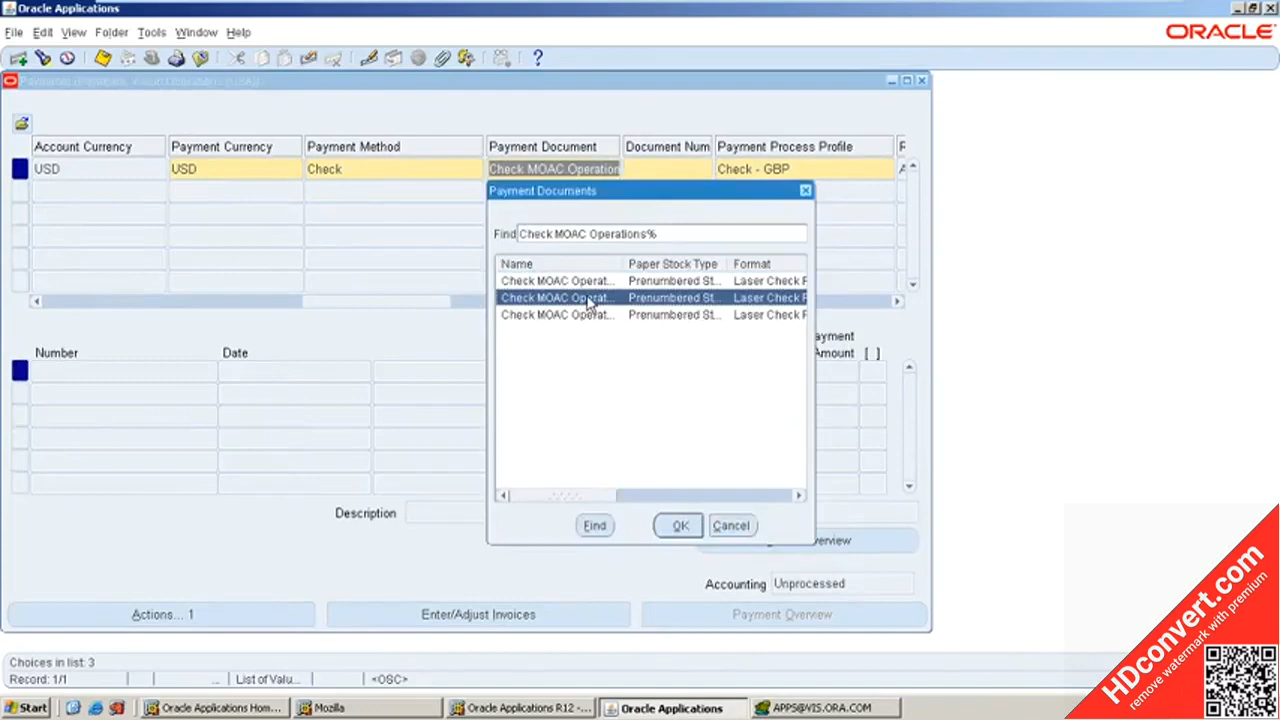 Oracle Applications
File Edit View Folder Tools Window Help
ORACLE
Account Currency Payment Currency Payment Method Payment Document Document Num Payment Process Profile
USD USD Check Check MOAC Operation Check - GBP
Payment Documents
Find Check MOAC Operations%
Name Paper Stock Type Format
Check MOAC Operat... Prenumbered St... Laser Check F
Check MOAC Operat... Prenumbered St... Laser Check F
Check MOAC Operat... Prenumbered St... Laser Check F
ayment
Number Date Amount [ ]
Description
Find OK Cancel
erview
Accounting Unprocessed
Actions... 1 Enter/Adjust Invoices Payment Overview
Choices in list: 3
Record: 1/1 ... List of Valu... <OSC>
Start Oracle Applications Hom... Mozilla Oracle Applications R12 -... Oracle Applications APPS@VIS.ORA.COM
HDconvert.com
remove watermark with premium